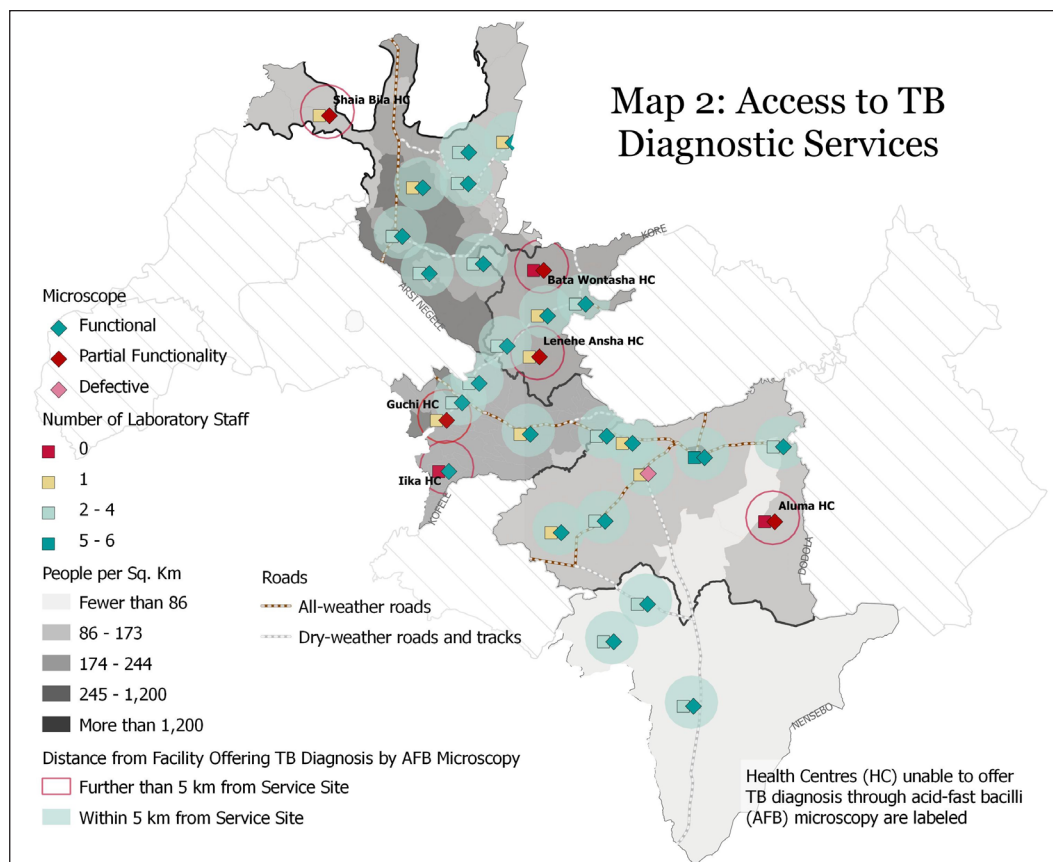 Map 2: Access to TB
Diagnostic Services
Shaia Bila HC
KORE
Bata Wontasha HC
ARSI NEGELE
Lenehe Ansha HC
Guchi HC
Iika HC
KOFELE
Aluma HC
DODOLA
NENSEBO
Microscope
Functional
Partial Functionality
Defective
Number of Laboratory Staff
0
1
2 - 4
5 - 6
People per Sq. Km
Fewer than 86
86 - 173
174 - 244
245 - 1,200
More than 1,200
Roads
All-weather roads
Dry-weather roads and tracks
Distance from Facility Offering TB Diagnosis by AFB Microscopy
Further than 5 km from Service Site
Within 5 km from Service Site
Health Centres (HC) unable to offer
TB diagnosis through acid-fast bacilli
(AFB) microscopy are labeled